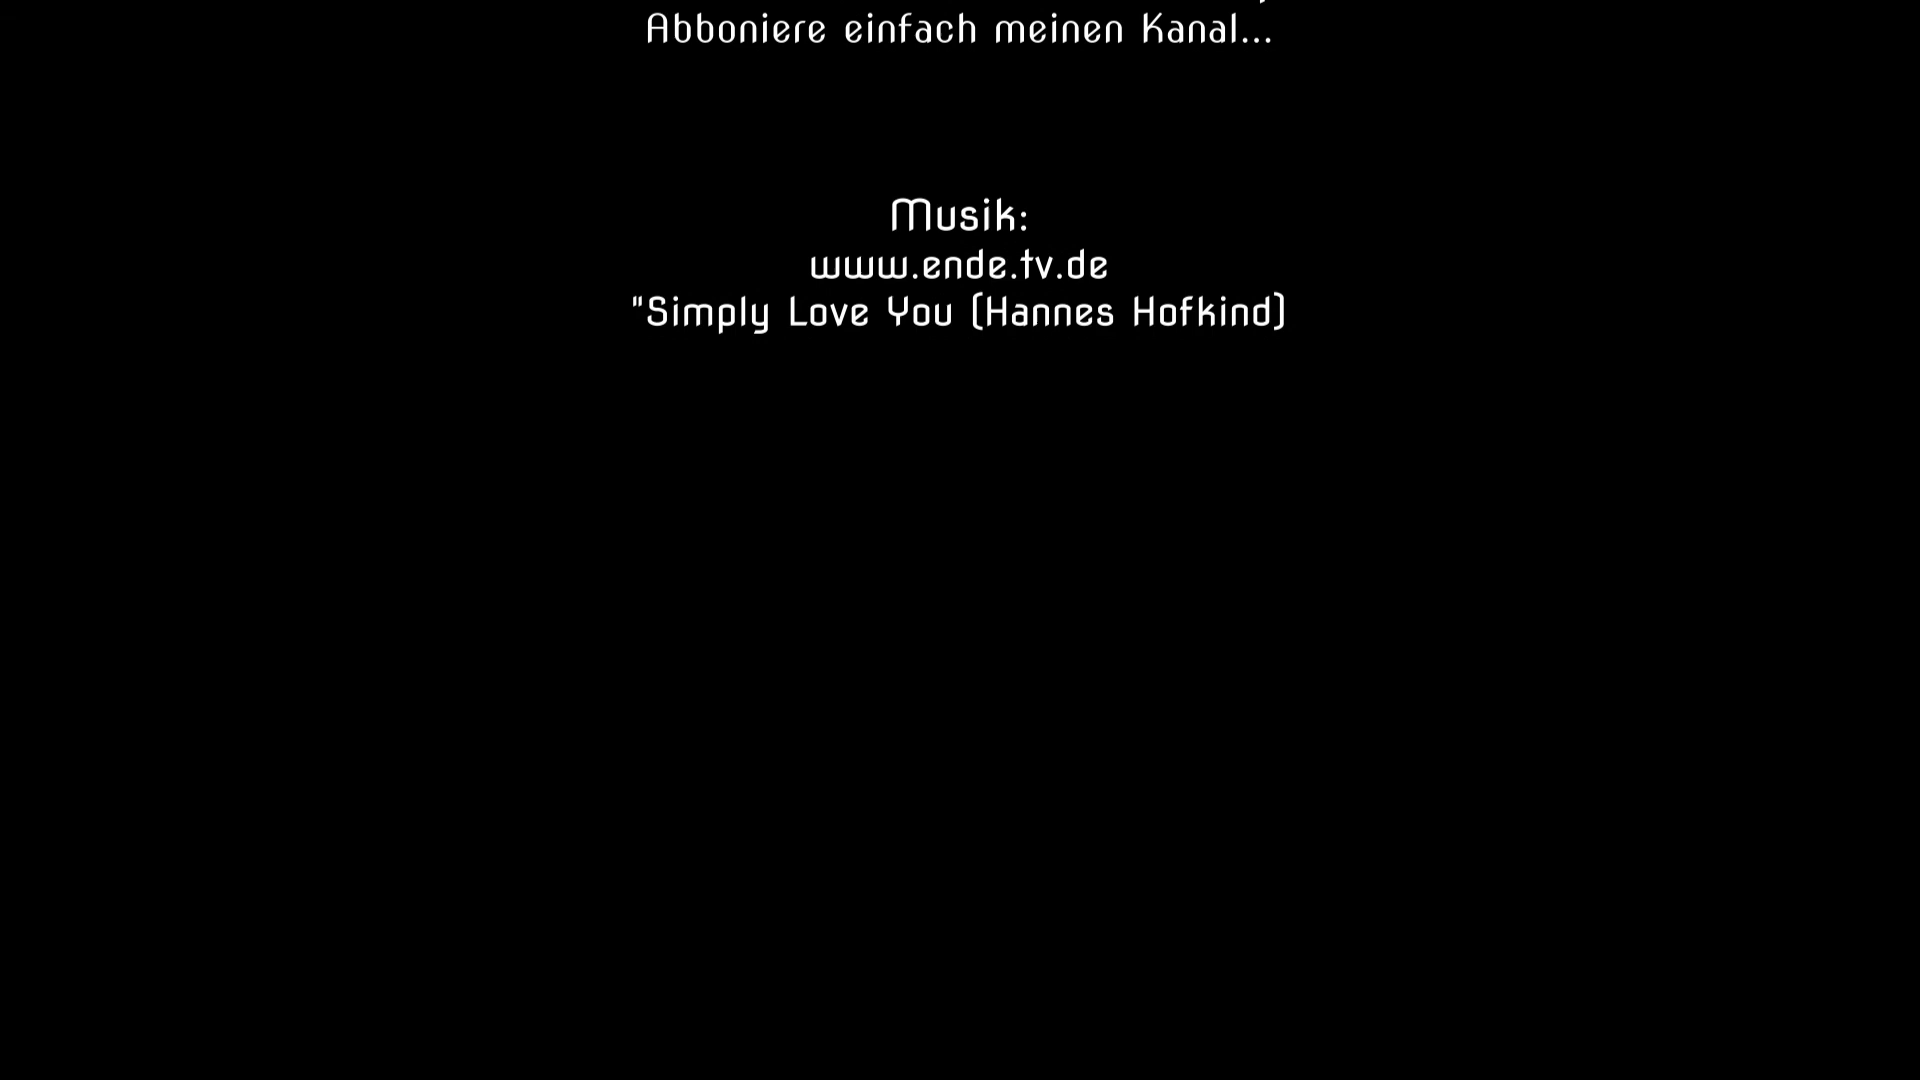 Abboniere einfach meinen Kanal...
Musik:
www.ende.tv.de
"Simply Love You (Hannes Hofkind)